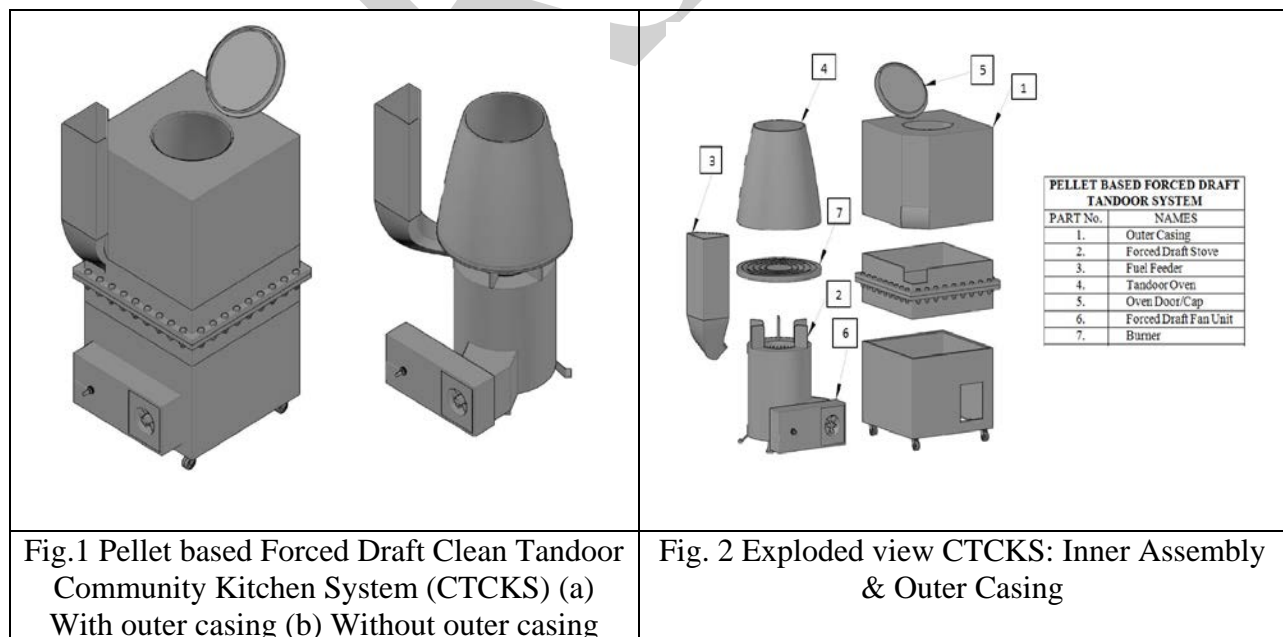 4
5
1
3
7
2
6
PELLET BASED FORCED DRAFT
TANDOOR SYSTEM
PART No. NAMES
1. Outer Casing
2. Forced Draft Stove
3. Fuel Feeder
4. Tandoor Oven
5. Oven Door/Cap
6. Forced Draft Fan Unit
7. Burner
Fig.1 Pellet based Forced Draft Clean Tandoor
Community Kitchen System (CTCKS) (a)
With outer casing (b) Without outer casing
Fig. 2 Exploded view CTCKS: Inner Assembly
& Outer Casing